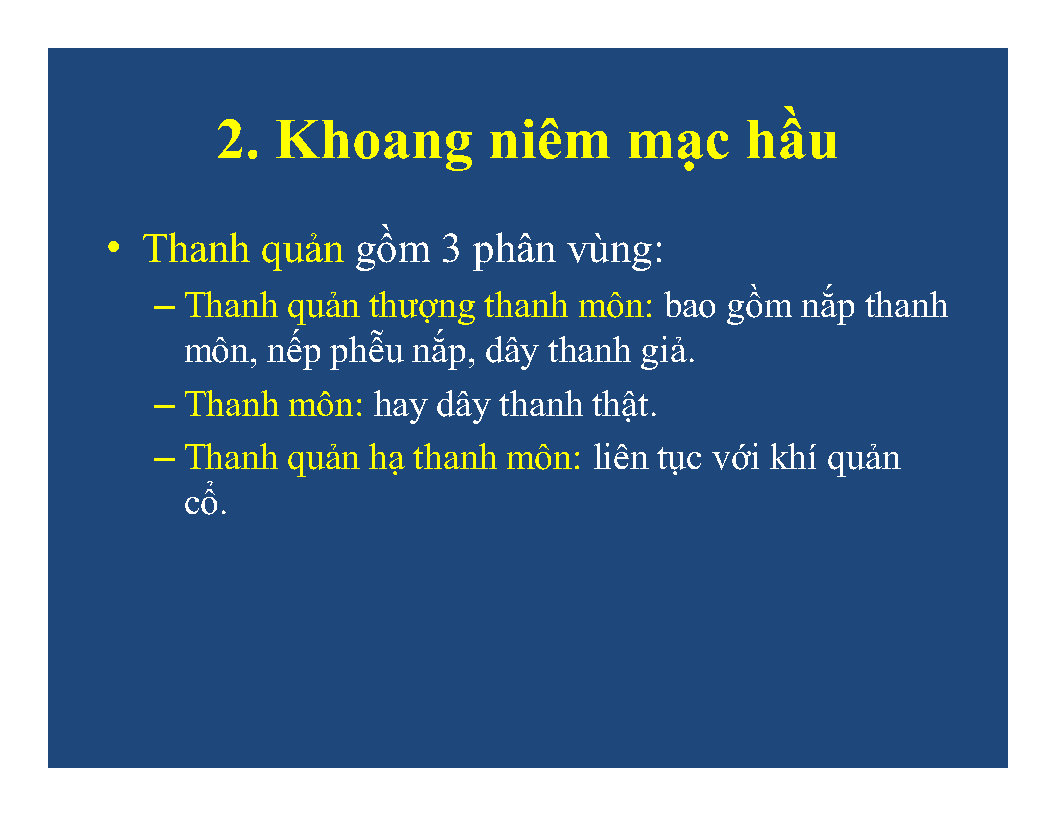 2. Khoang niêm mạc hầu
• Thanh quản gồm 3 phân vùng:
– Thanh quản thượng thanh môn: bao gồm nắp thanh
môn, nếp phễu nắp, dây thanh giả.
– Thanh môn: hay dây thanh thật.
– Thanh quản hạ thanh môn: liên tục với khí quản
cổ.